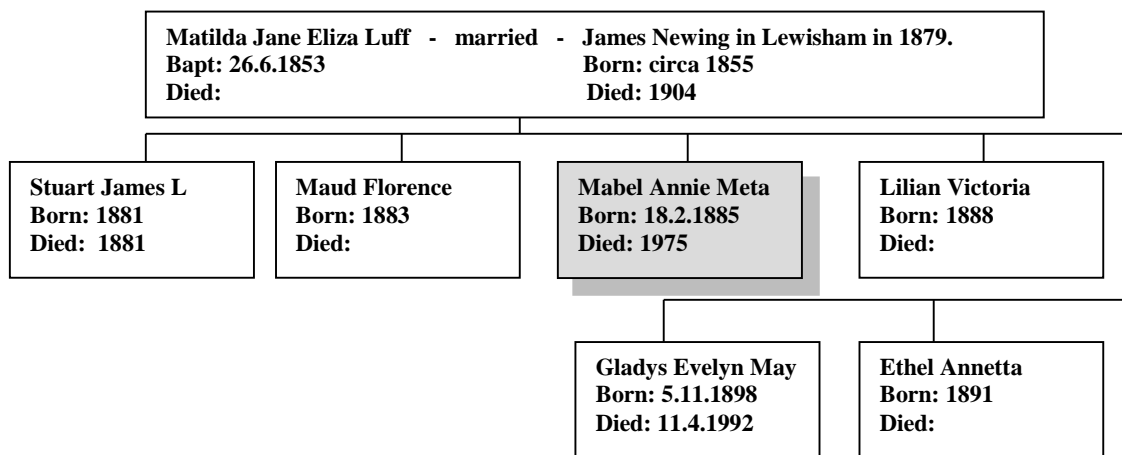 Matilda Jane Eliza Luff - married - James Newing in Lewisham in 1879.
Bapt: 26.6.1853 Born: circa 1855
Died: Died: 1904
Stuart James L
Born: 1881
Died: 1881
Maud Florence
Born: 1883
Died:
Mabel Annie Meta
Born: 18.2.1885
Died: 1975
Lilian Victoria
Born: 1888
Died:
Gladys Evelyn May
Born: 5.11.1898
Died: 11.4.1992
Ethel Annetta
Born: 1891
Died: